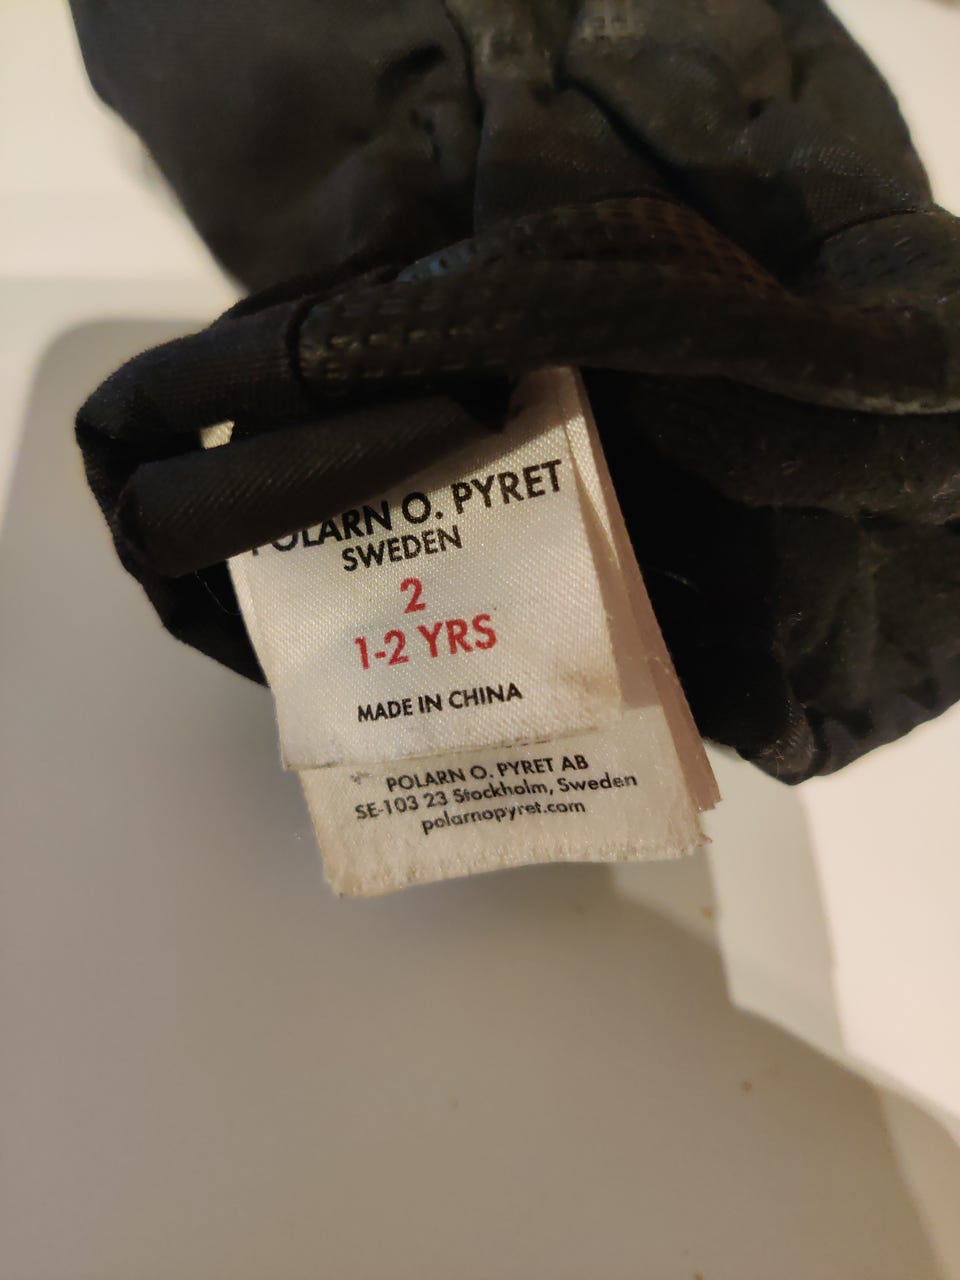 POLARN O. PYRET
SWEDEN
2
1-2 YRS
MADE IN CHINA
POLARN O. PYRET AB
SE-103 23 Stockholm, Sweden
polarnopyret.com